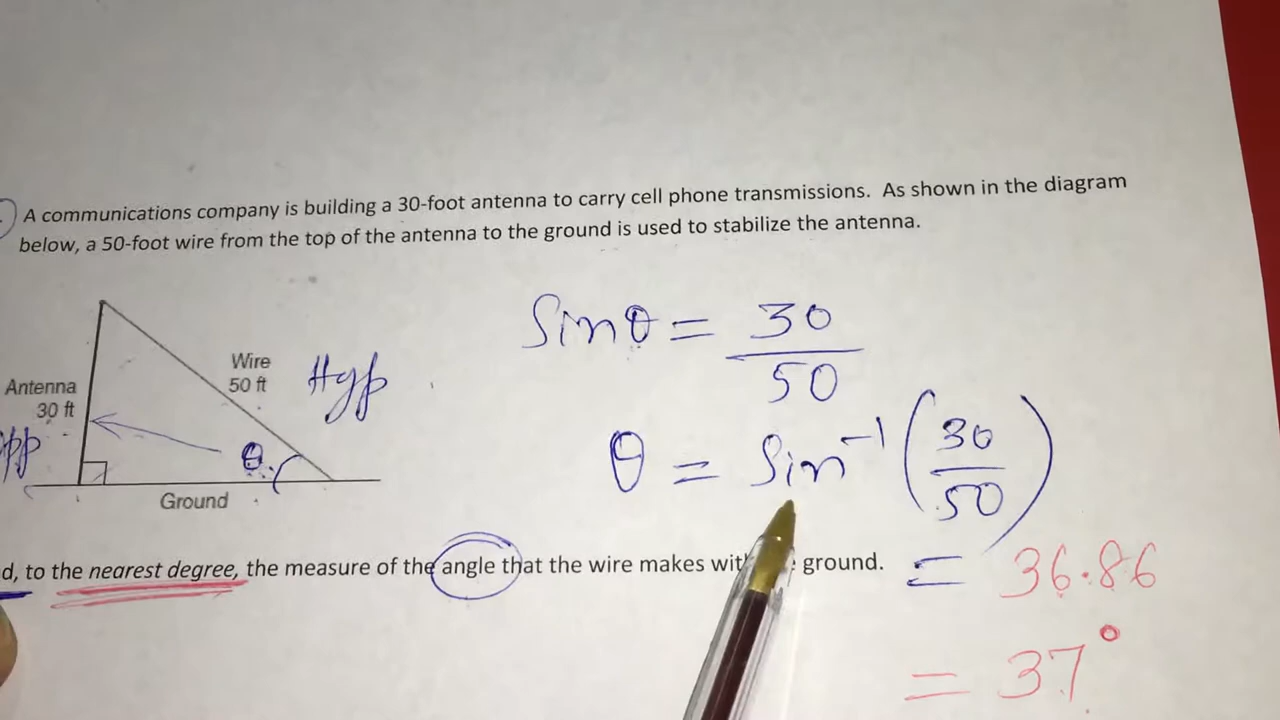 A communications company is building a 30-foot antenna to carry cell phone transmissions. As shown in the diagram
below, a 50-foot wire from the top of the antenna to the ground is used to stabilize the antenna.
Sinθ = 30/50
Wire
50 ft
Hyp
Antenna
30 ft
pp
θ
Ground
θ = Sin⁻¹ (30/50)
d, to the nearest degree, the measure of the angle that the wire makes with ground.
= 36.86
= 37°